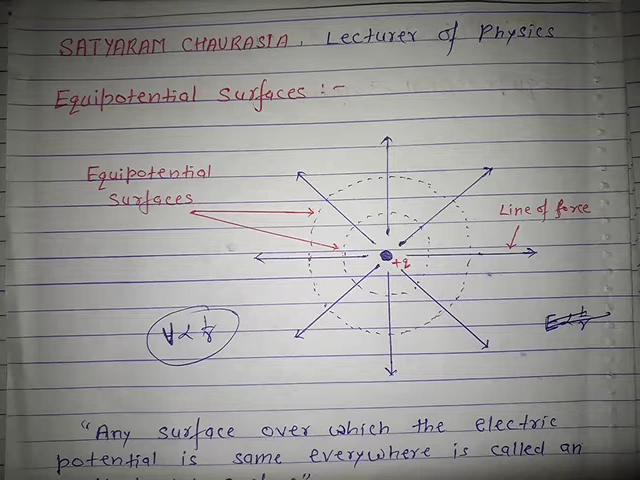 SATYARAM CHAURASIA, Lecturer of Physics
Equipotential Surfaces :-
Equipotential
Surfaces
Line of force
+q
V ∝ 1/r
E ∝ 1/r
"Any surface over which the electric
potential is same everywhere is called an